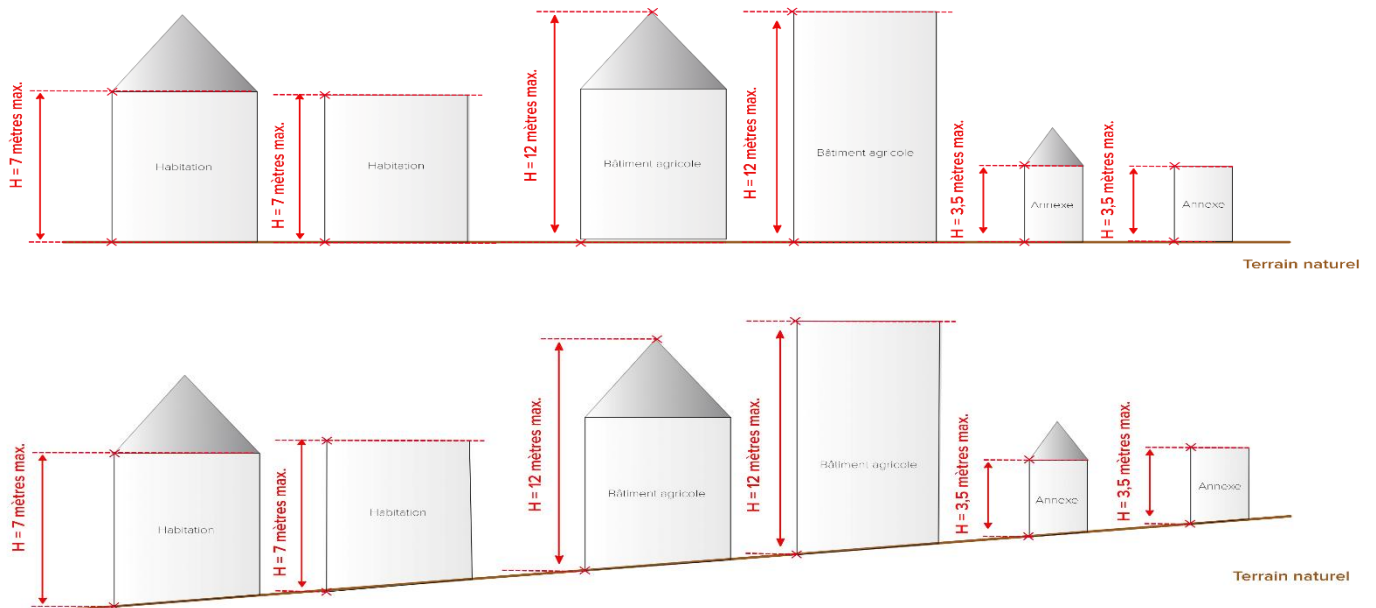 H = 7 mètres max.
Habitation
H = 7 mètres max.
Habitation
H = 12 mètres max.
Bâtiment agricole
H = 12 mètres max.
Bâtiment agricole
H = 3,5 mètres max.
Annexe
H = 3,5 mètres max.
Annexe
Terrain naturel
H = 7 mètres max.
Habitation
H = 7 mètres max.
Habitation
H = 12 mètres max.
Bâtiment agricole
H = 12 mètres max.
Bâtiment agricole
H = 3,5 mètres max.
Annexe
H = 3,5 mètres max.
Annexe
Terrain naturel